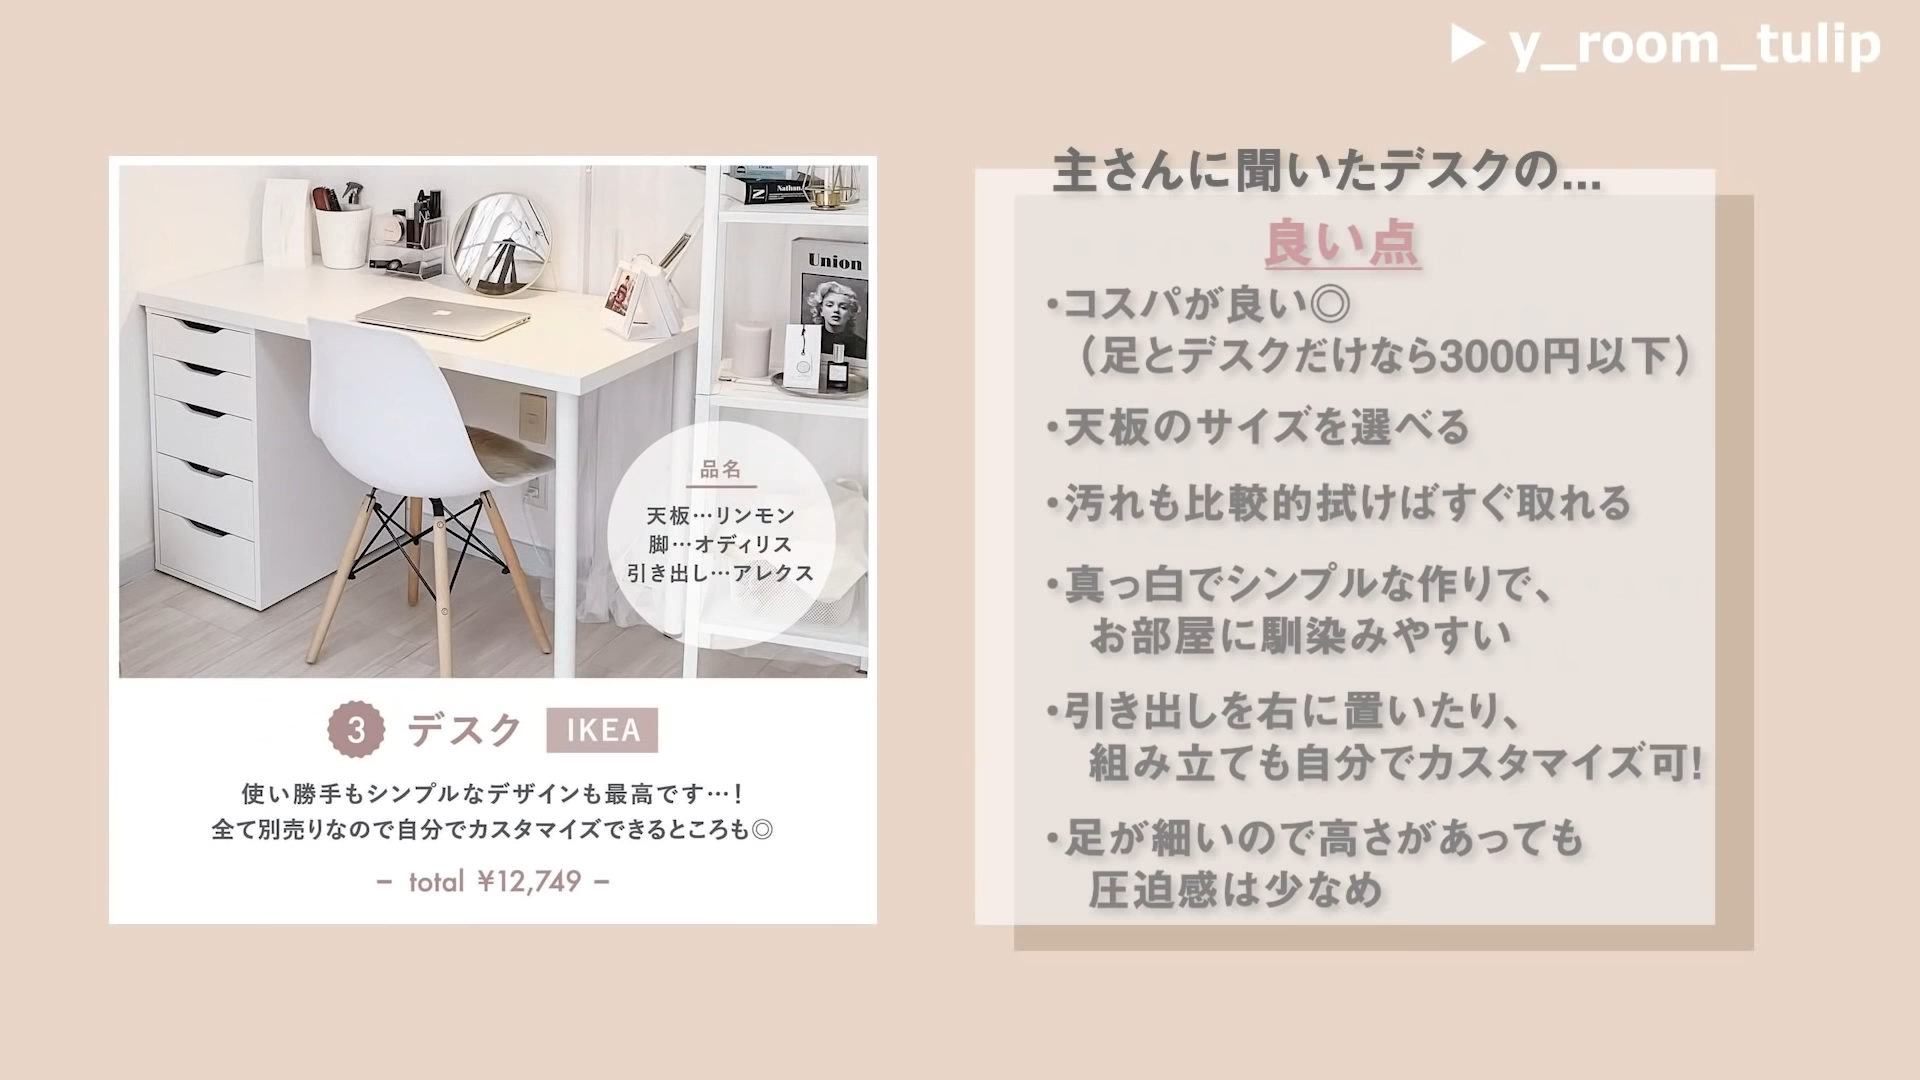 ▶ y_room_tulip
Nathan.
Union
品名
天板…リンモン
脚…オディリス
引き出し…アレクス
3 デスク IKEA
使い勝手もシンプルなデザインも最高です…！
全て別売りなので自分でカスタマイズできるところも◎
– total ¥12,749 –
主さんに聞いたデスクの...
良い点
・コスパが良い◎
（足とデスクだけなら3000円以下）
・天板のサイズを選べる
・汚れも比較的拭けばすぐ取れる
・真っ白でシンプルな作りで、
お部屋に馴染みやすい
・引き出しを右に置いたり、
組み立ても自分でカスタマイズ可!
・足が細いので高さがあっても
圧迫感は少なめ